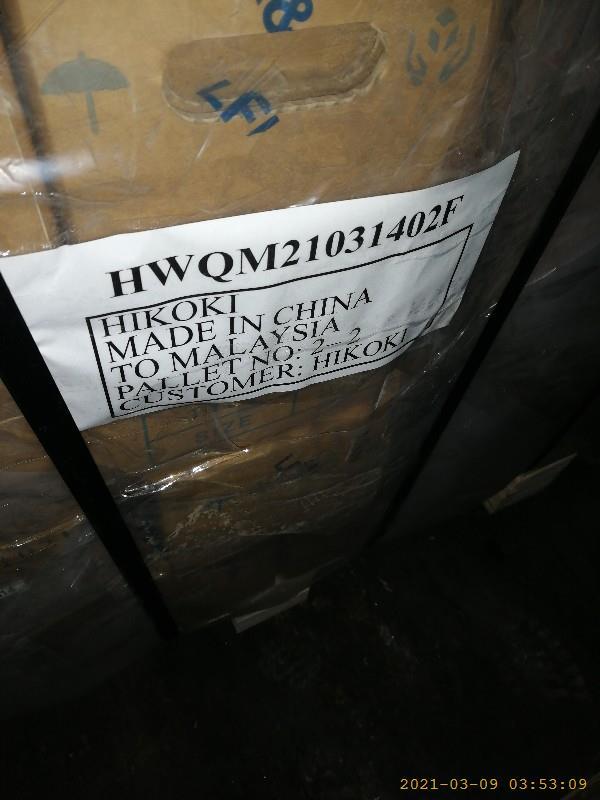 HWQM21031402F
HIKOKI
MADE IN CHINA
TO MALAYSIA
PALLET NO: 2--2
CUSTOMER: HIKOKI
SIZE
2021-03-09 03:53:09